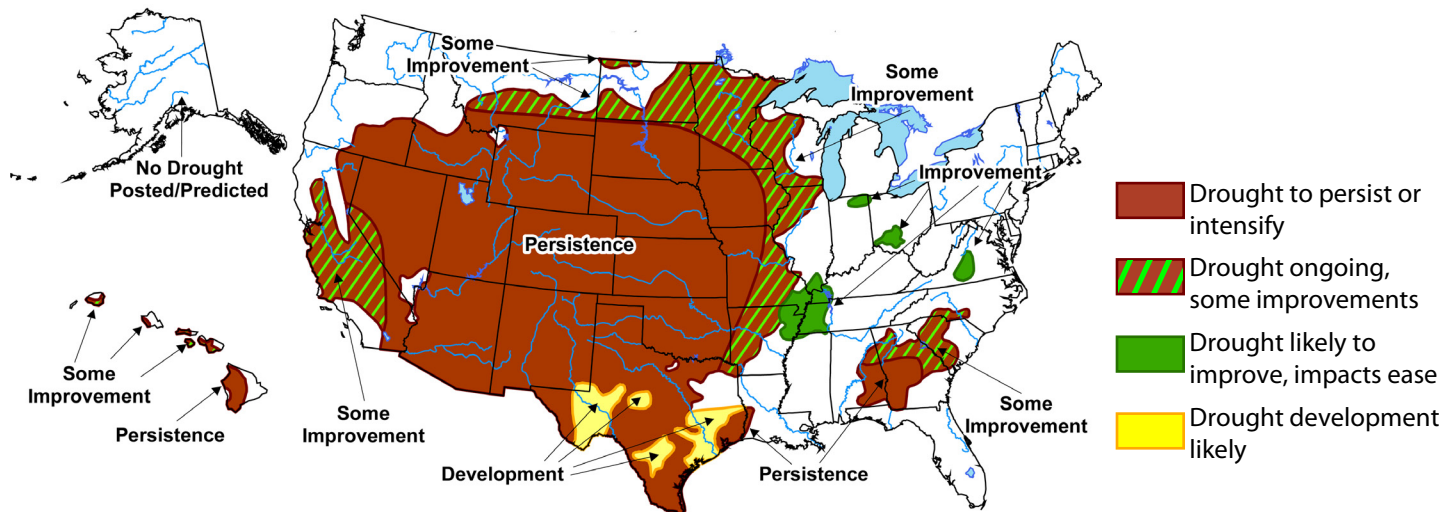 Some
Improvement
Some
Improvement
No Drought
Posted/Predicted
Improvement
Persistence
Some
Improvement
Persistence
Some
Improvement
Development
Persistence
Some
Improvement
Drought to persist or
intensify
Drought ongoing,
some improvements
Drought likely to
improve, impacts ease
Drought development
likely